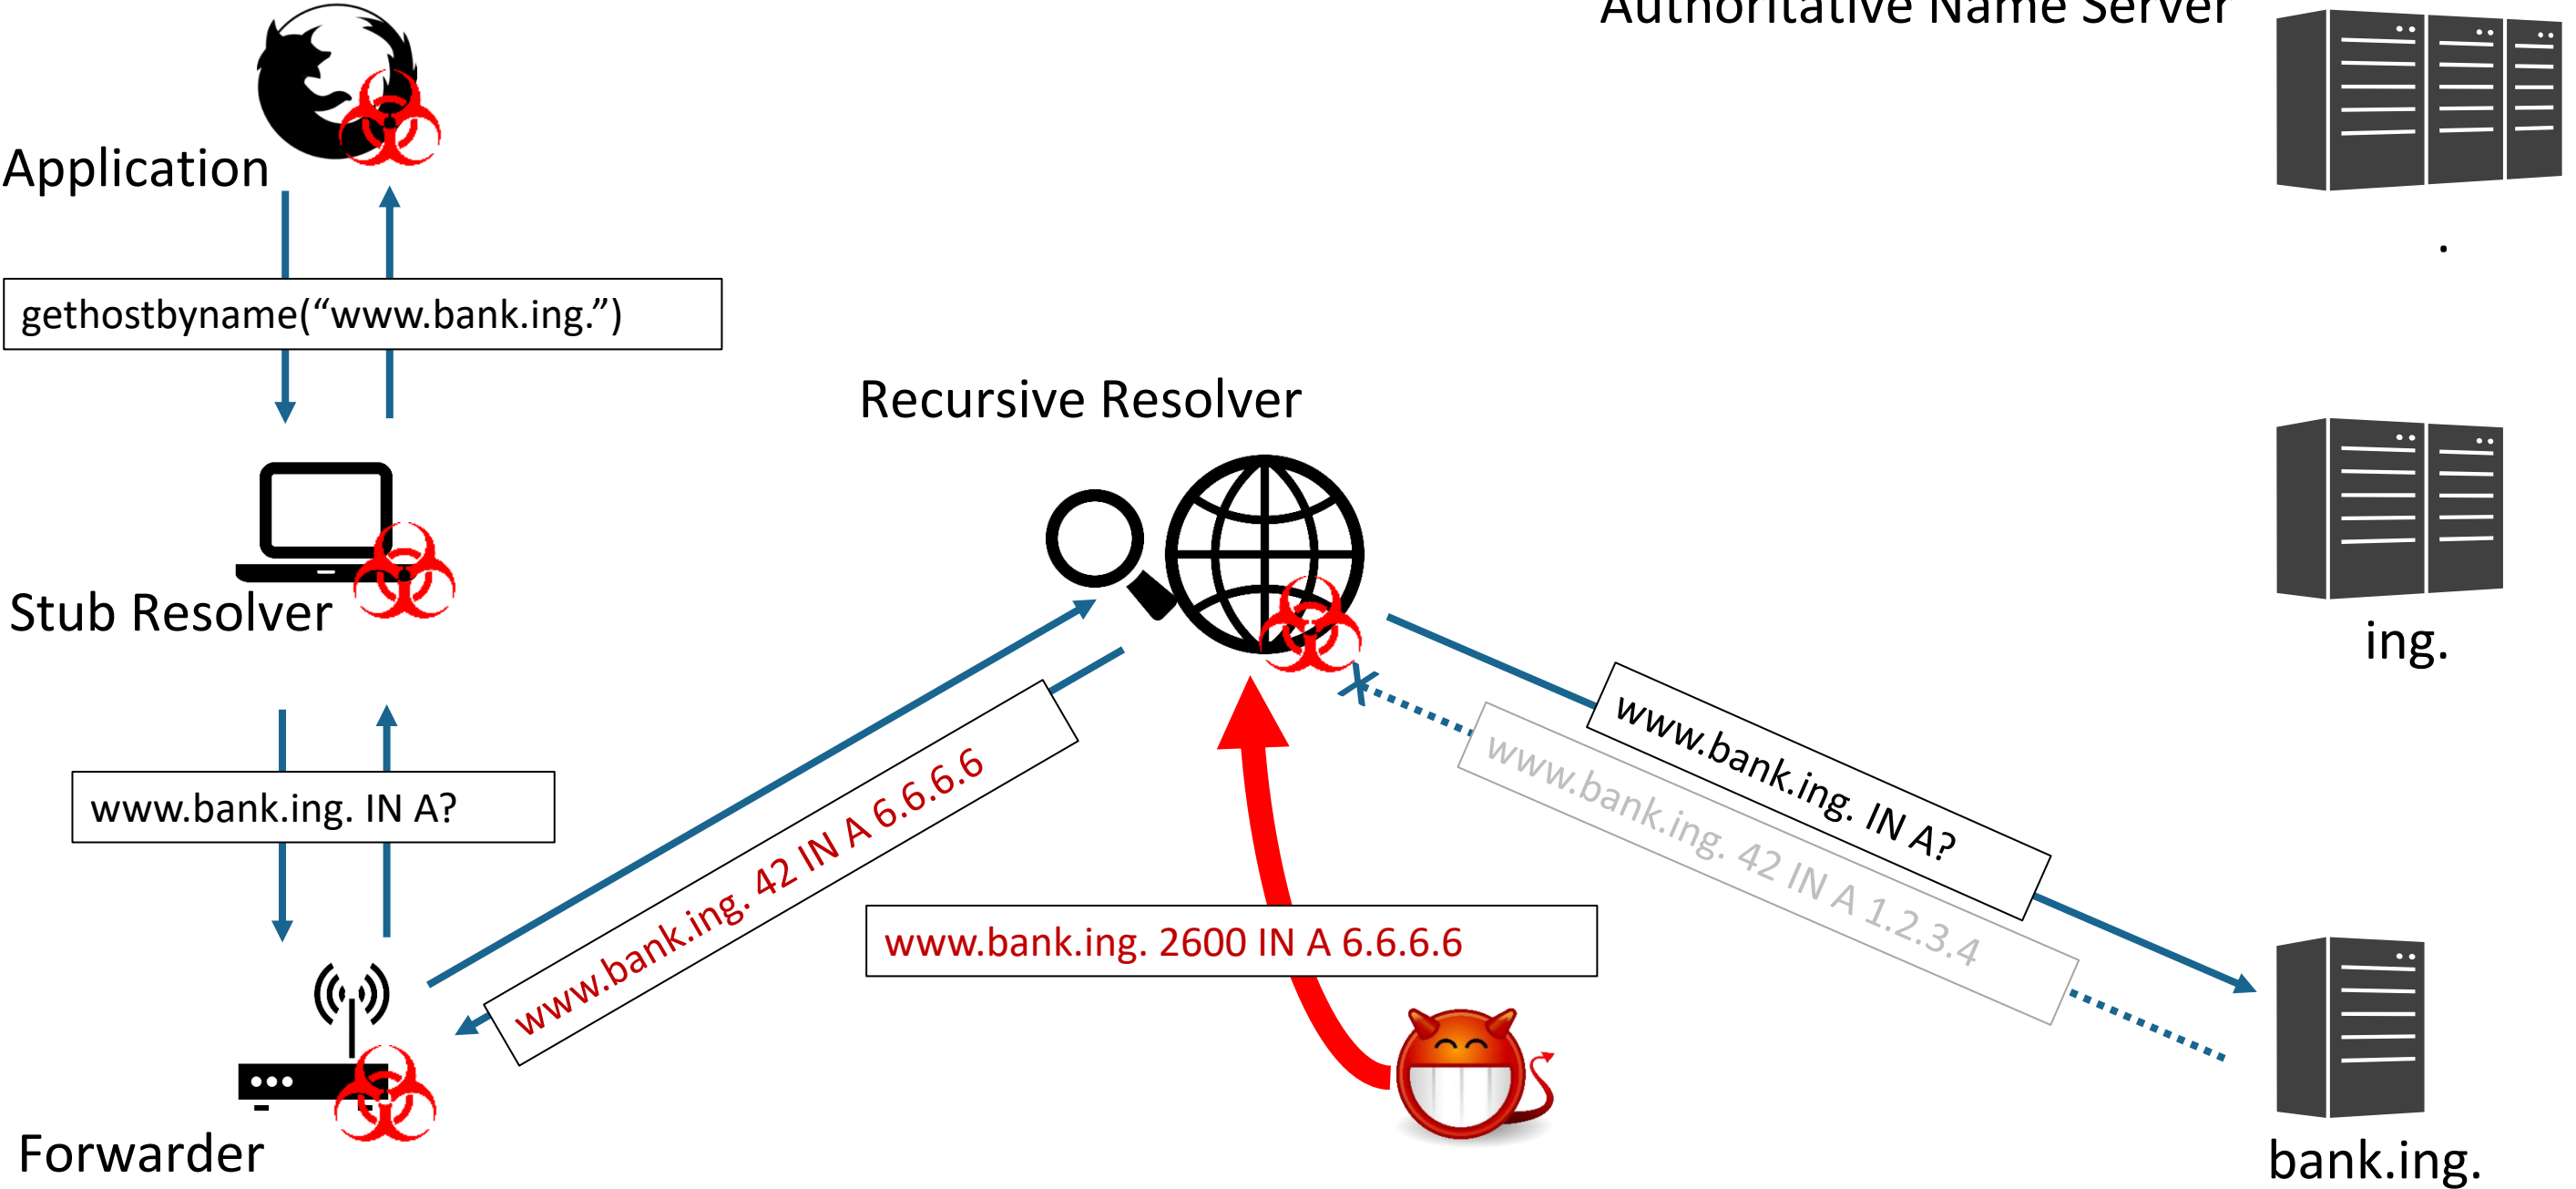 Authoritative Name Server
Application
.
gethostbyname(“www.bank.ing.”)
Recursive Resolver
Stub Resolver
ing.
www.bank.ing. IN A?
www.bank.ing. 42 IN A 1.2.3.4
www.bank.ing. IN A?
www.bank.ing. 42 IN A 6.6.6.6
www.bank.ing. 2600 IN A 6.6.6.6
Forwarder
bank.ing.